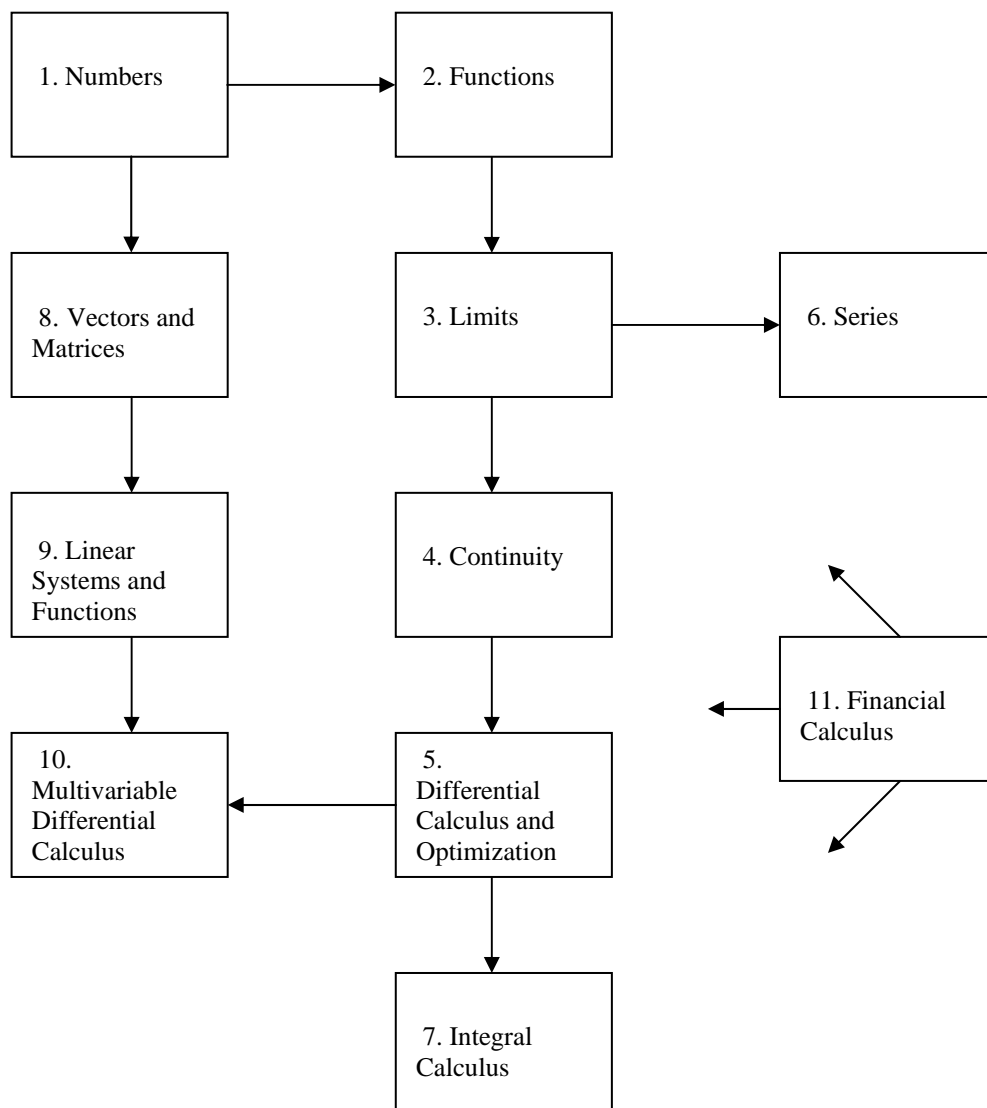 1. Numbers
2. Functions
8. Vectors and
Matrices
3. Limits
6. Series
9. Linear
Systems and
Functions
4. Continuity
11. Financial
Calculus
10.
Multivariable
Differential
Calculus
5.
Differential
Calculus and
Optimization
7. Integral
Calculus